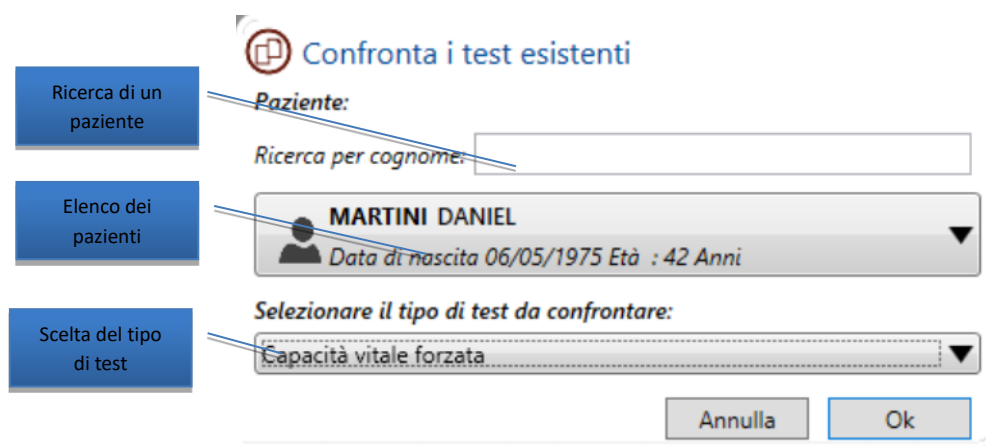 Confronta i test esistenti
Ricerca di un
paziente
Paziente:
Ricerca per cognome:
Elenco dei
pazienti
MARTINI DANIEL
Data di nascita 06/05/1975 Età : 42 Anni
Selezionare il tipo di test da confrontare:
Scelta del tipo
di test
Capacità vitale forzata
Annulla
Ok